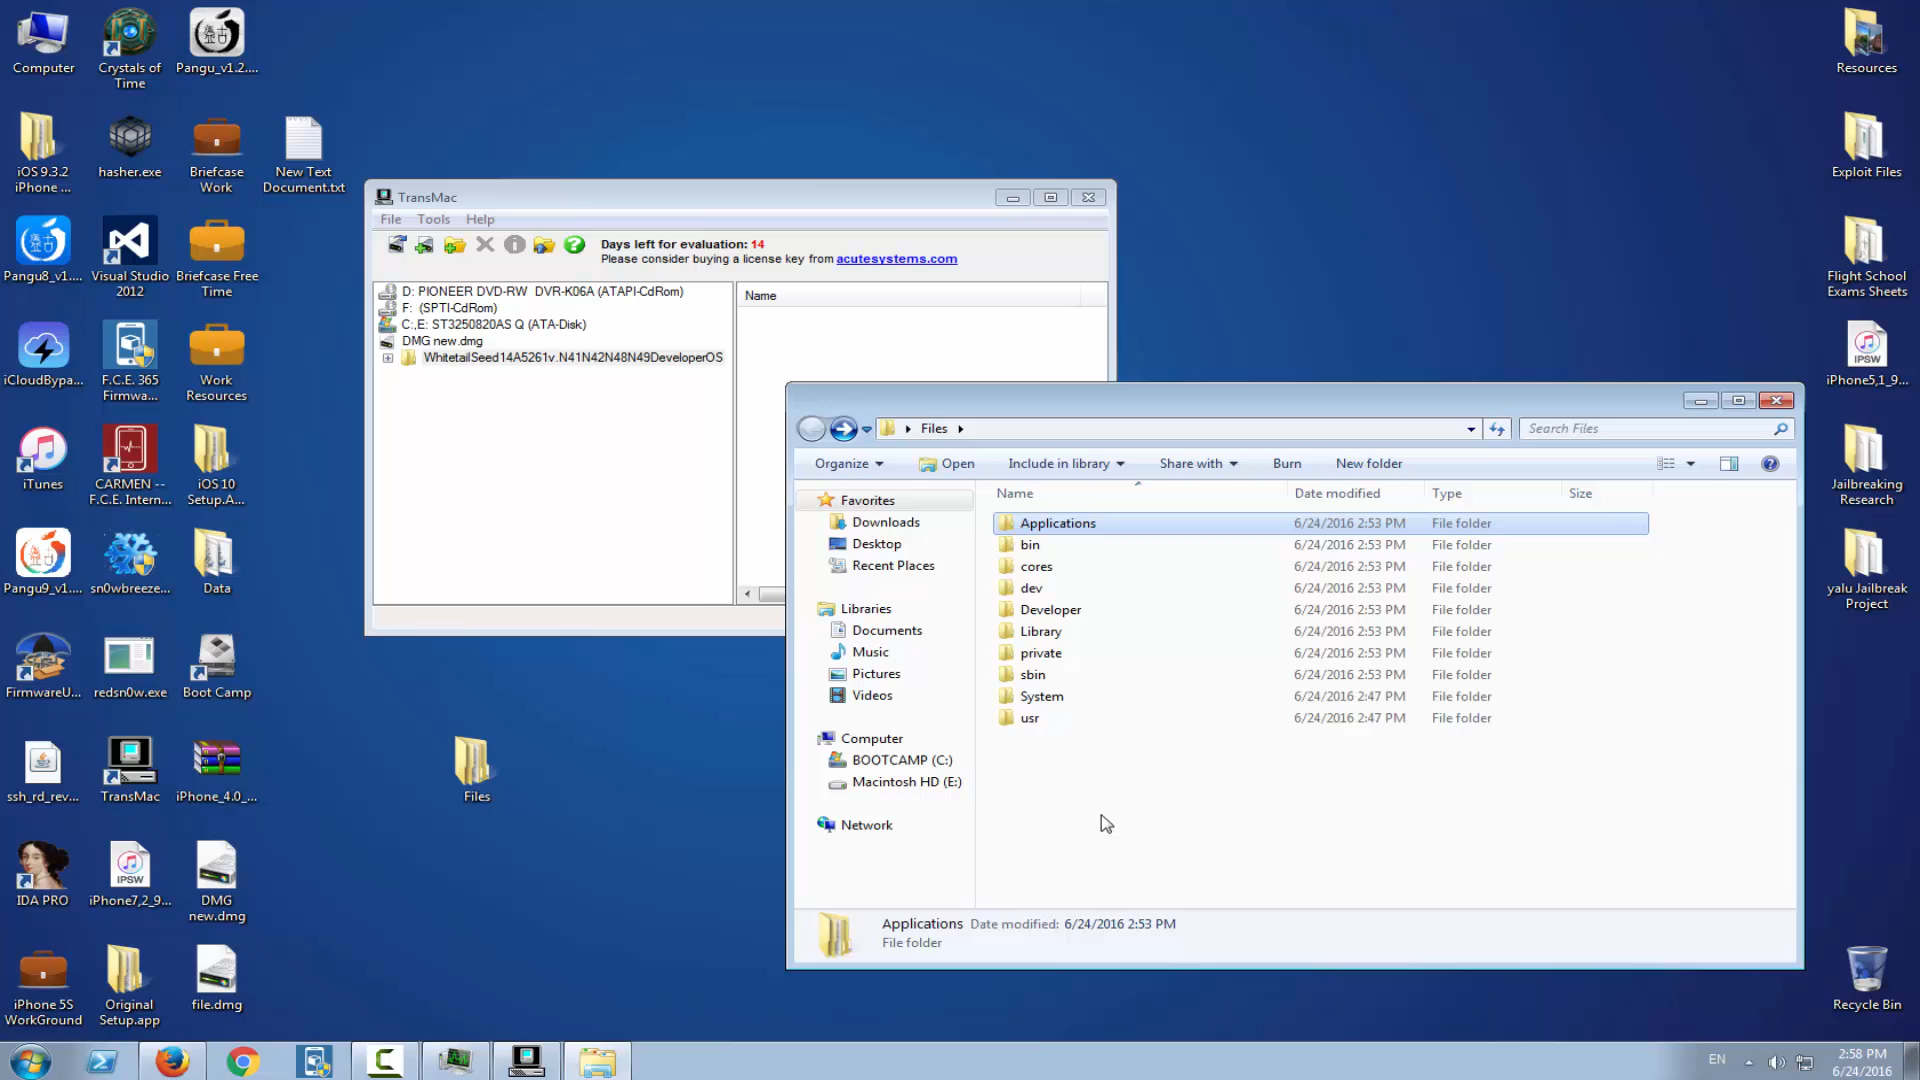 Computer
Crystals of
Time
Pangu_v1.2....
iOS 9.3.2
iPhone ...
hasher.exe
Briefcase
Work
New Text
Document.txt
Pangu8_v1....
Visual Studio
2012
Briefcase Free
Time
iCloudBypa...
F.C.E. 365
Firmwa...
Work
Resources
iTunes
CARMEN --
F.C.E. Intern...
iOS 10
Setup.A...
Pangu9_v1....
sn0wbreeze...
Data
FirmwareU...
redsn0w.exe
Boot Camp
ssh_rd_rev...
TransMac
iPhone_4.0_...
IDA PRO
IPSW
iPhone7,2_9...
DMG
new.dmg
iPhone 5S
WorkGround
Original
Setup.app
file.dmg
Files
TransMac
File Tools Help
Days left for evaluation: 14
Please consider buying a license key from acutesystems.com
D: PIONEER DVD-RW DVR-K06A (ATAPI-CdRom)
F: (SPTI-CdRom)
C:,E: ST3250820AS Q (ATA-Disk)
DMG new.dmg
WhitetailSeed14A5261v.N41N42N48N49DeveloperOS
Name
Files
Search Files
Organize
Open
Include in library
Share with
Burn
New folder
Favorites
Downloads
Desktop
Recent Places
Libraries
Documents
Music
Pictures
Videos
Computer
BOOTCAMP (C:)
Macintosh HD (E:)
Network
Name Date modified Type Size
Applications 6/24/2016 2:53 PM File folder
bin 6/24/2016 2:53 PM File folder
cores 6/24/2016 2:53 PM File folder
dev 6/24/2016 2:53 PM File folder
Developer 6/24/2016 2:53 PM File folder
Library 6/24/2016 2:53 PM File folder
private 6/24/2016 2:53 PM File folder
sbin 6/24/2016 2:53 PM File folder
System 6/24/2016 2:47 PM File folder
usr 6/24/2016 2:47 PM File folder
Applications Date modified: 6/24/2016 2:53 PM
File folder
Resources
Exploit Files
Flight School
Exams Sheets
IPSW
iPhone5,1_9...
Jailbreaking
Research
yalu Jailbreak
Project
Recycle Bin
EN
2:58 PM
6/24/2016